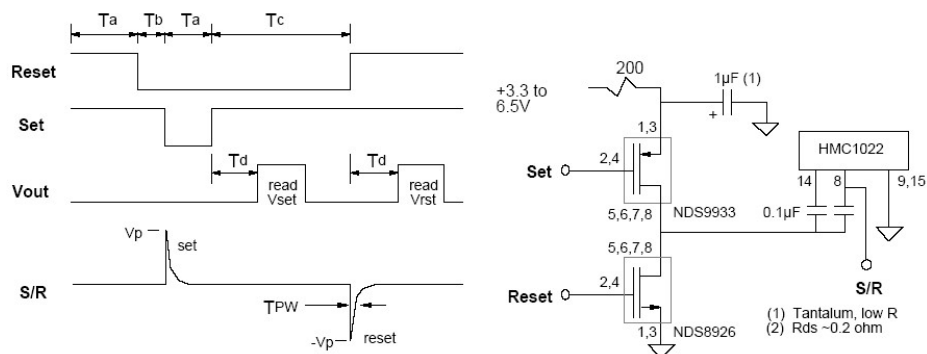 Ta
Tb
Ta
Tc
Reset
Set
Td
Td
Vout
read
Vset
read
Vrst
Vp
set
S/R
TPW
-Vp
reset
200
1µF (1)
+3.3 to
6.5V
+
1,3
HMC1022
2,4
Set
14
8
9,15
5,6,7,8
NDS9933
0.1µF
5,6,7,8
2,4
Reset
S/R
1,3
NDS8926
(1) Tantalum, low R
(2) Rds ~0.2 ohm